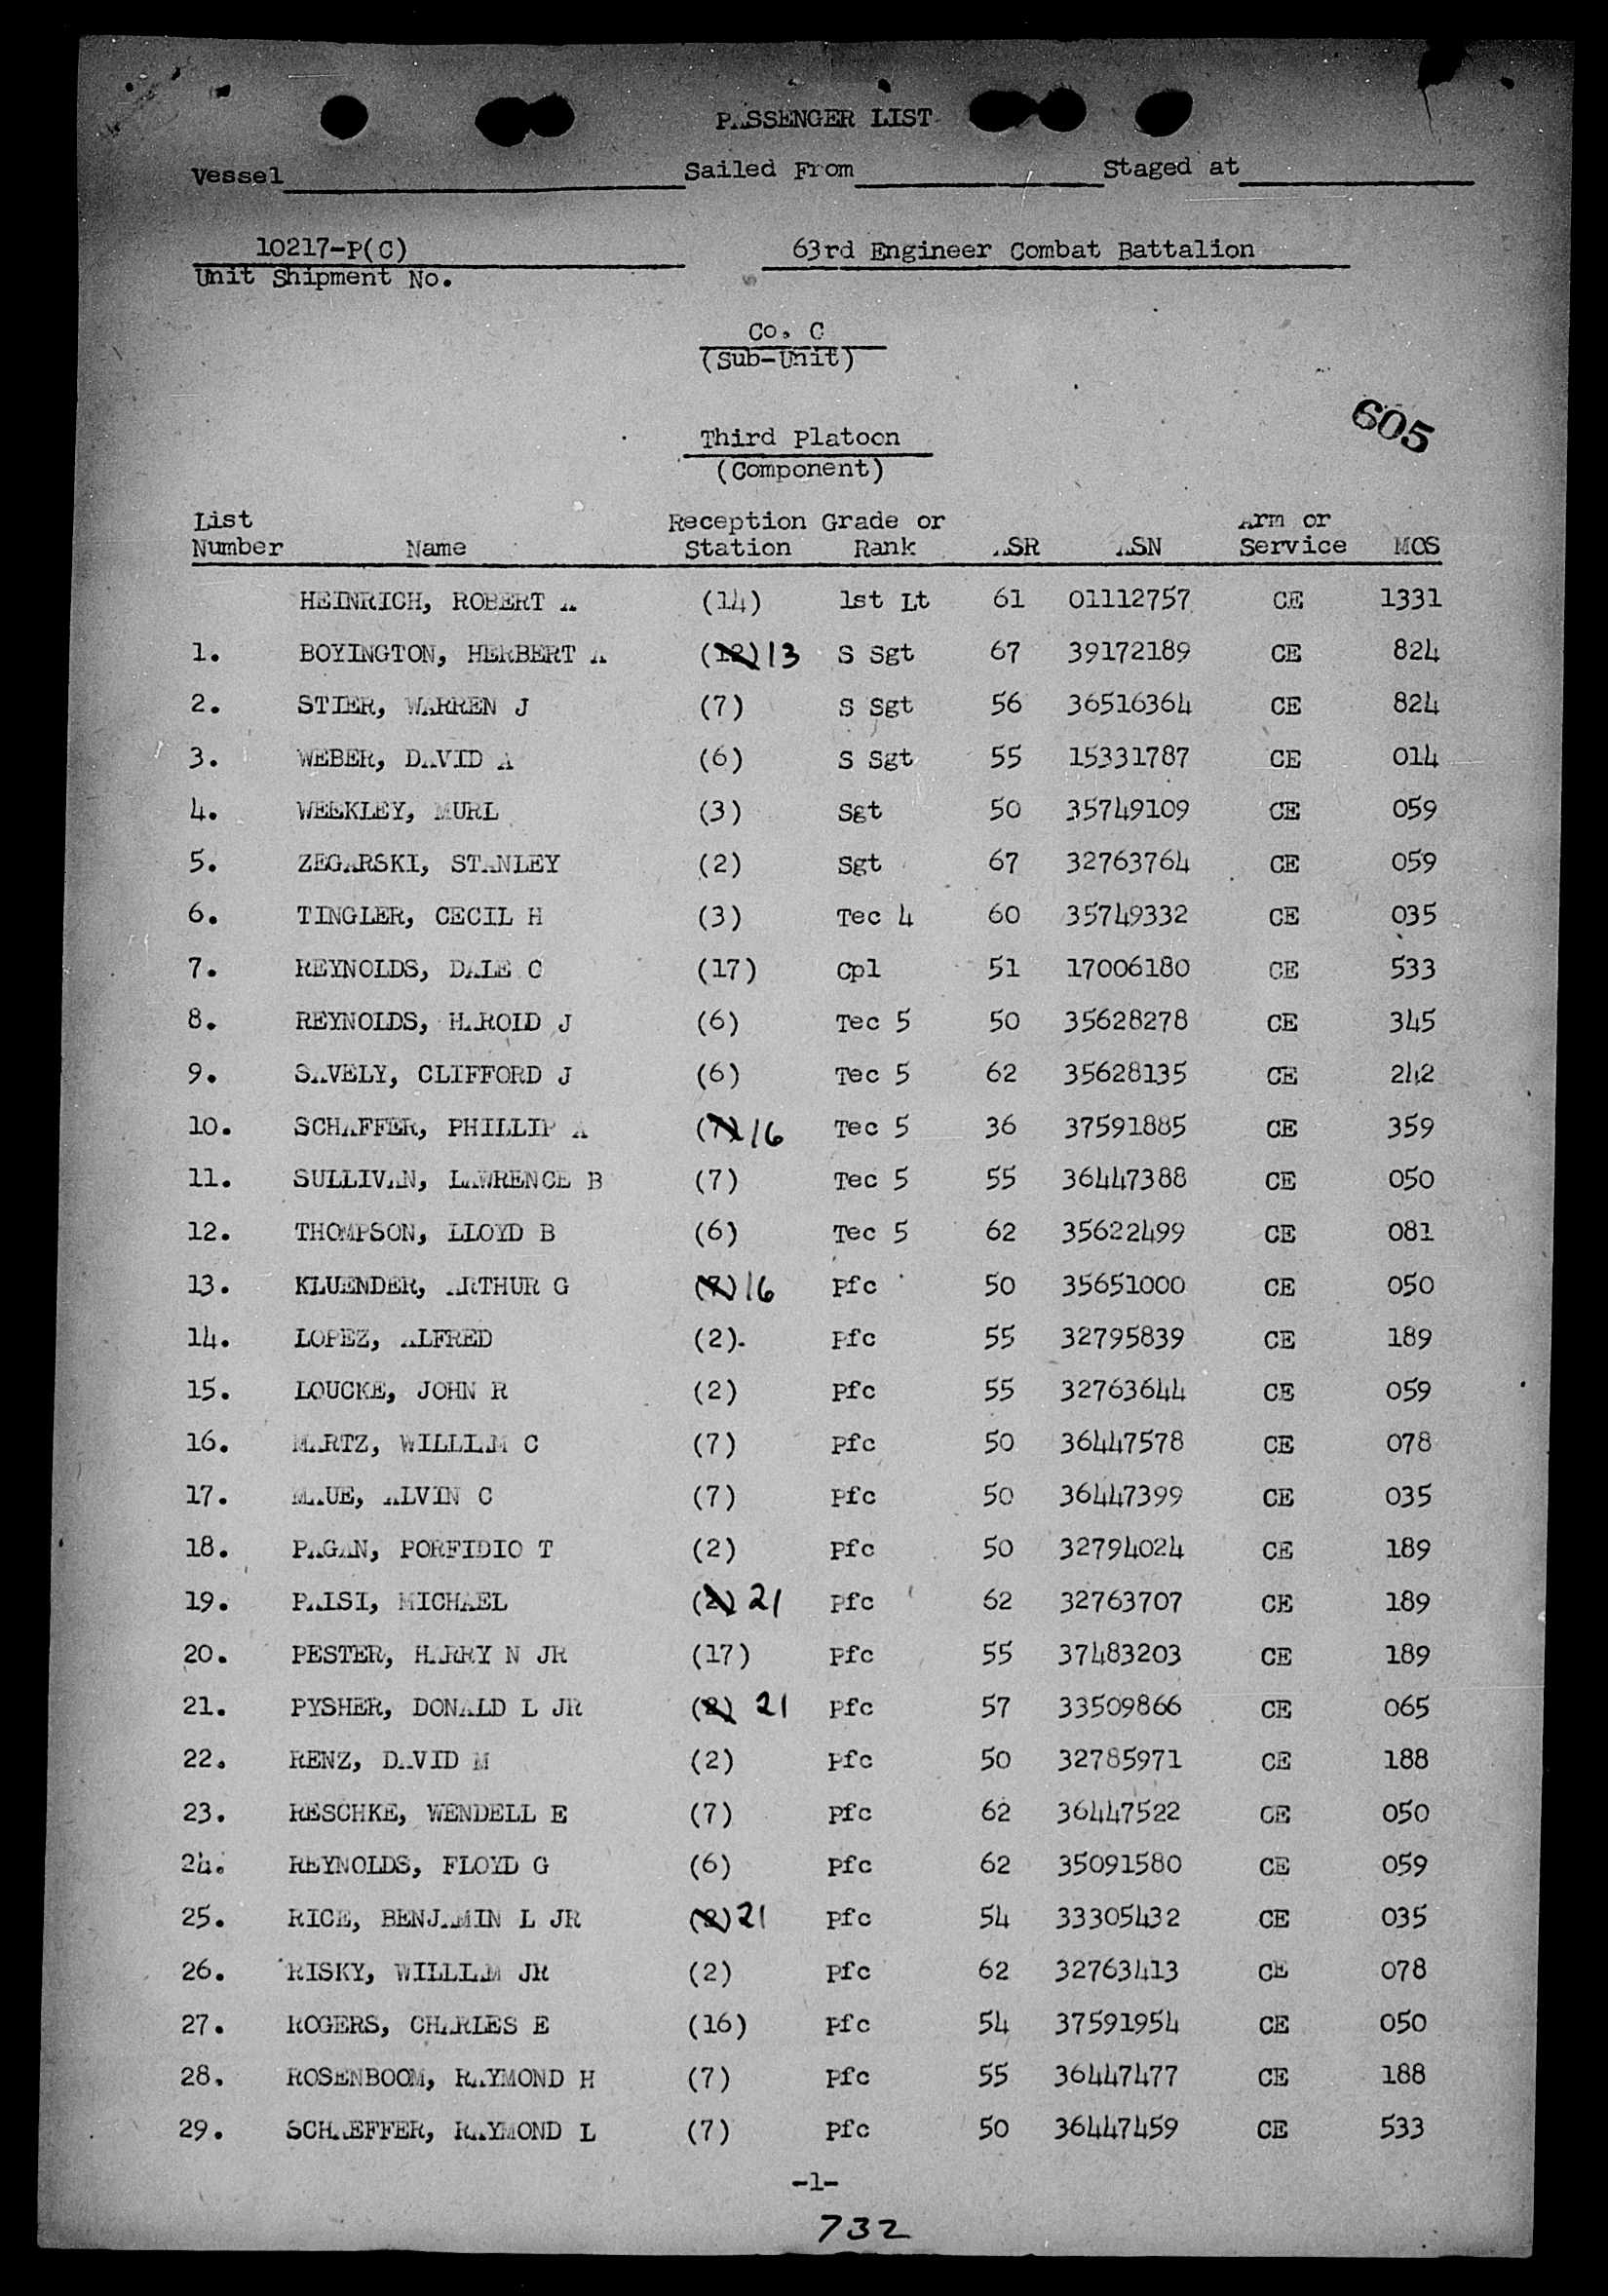 PASSENGER LIST
Vessel Sailed From Staged at
10217-P(C) 63rd Engineer Combat Battalion
Unit Shipment No.
Co. C
(Sub-Unit)
605
Third Platoon
(Component)
List Reception Grade or Arm or
Number Name Station Rank ASR ASN Service MOS
HEINRICH, ROBERT A (14) 1st Lt 61 01112757 CE 1331
1. BOYINGTON, HERBERT A (12) 13 S Sgt 67 39172189 CE 824
2. STIER, WARREN J (7) S Sgt 56 36516364 CE 824
3. WEBER, DAVID A (6) S Sgt 55 15331787 CE 014
4. WEEKLEY, MURL (3) Sgt 50 35749109 CE 059
5. ZEGARSKI, STANLEY (2) Sgt 67 32763764 CE 059
6. TINGLER, CECIL H (3) Tec 4 60 35749332 CE 035
7. REYNOLDS, DALE C (17) Cpl 51 17006180 CE 533
8. REYNOLDS, HAROLD J (6) Tec 5 50 35628278 CE 345
9. SAVELY, CLIFFORD J (6) Tec 5 62 35628135 CE 242
10. SCHAFFER, PHILLIP A (7) 16 Tec 5 36 37591885 CE 359
11. SULLIVAN, LAWRENCE B (7) Tec 5 55 36447388 CE 050
12. THOMPSON, LLOYD B (6) Tec 5 62 35622499 CE 081
13. KLUENDER, ARTHUR G (7) 16 Pfc 50 35651000 CE 050
14. LOPEZ, ALFRED (2). Pfc 55 32795839 CE 189
15. LOUCKE, JOHN R (2) Pfc 55 32763644 CE 059
16. MARTZ, WILLIAM C (7) Pfc 50 36447578 CE 078
17. MAUE, ALVIN C (7) Pfc 50 36447399 CE 035
18. PAGAN, PORFIDIO T (2) Pfc 50 32794024 CE 189
19. PAISI, MICHAEL (2) 21 Pfc 62 32763707 CE 189
20. PESTER, HARRY N JR (17) Pfc 55 37483203 CE 189
21. PYSHER, DONALD L JR (2) 21 Pfc 57 33509866 CE 065
22. RENZ, DAVID M (2) Pfc 50 32785971 CE 188
23. RESCHKE, WENDELL E (7) Pfc 62 36447522 CE 050
24. REYNOLDS, FLOYD G (6) Pfc 62 35091580 CE 059
25. RICE, BENJAMIN L JR (2) 21 Pfc 54 33305432 CE 035
26. RISKY, WILLIAM JR (2) Pfc 62 32763413 CE 078
27. ROGERS, CHARLES E (16) Pfc 54 37591954 CE 050
28. ROSENBOOM, RAYMOND H (7) Pfc 55 36447477 CE 188
29. SCHAEFFER, RAYMOND L (7) Pfc 50 36447459 CE 533
-1-
732